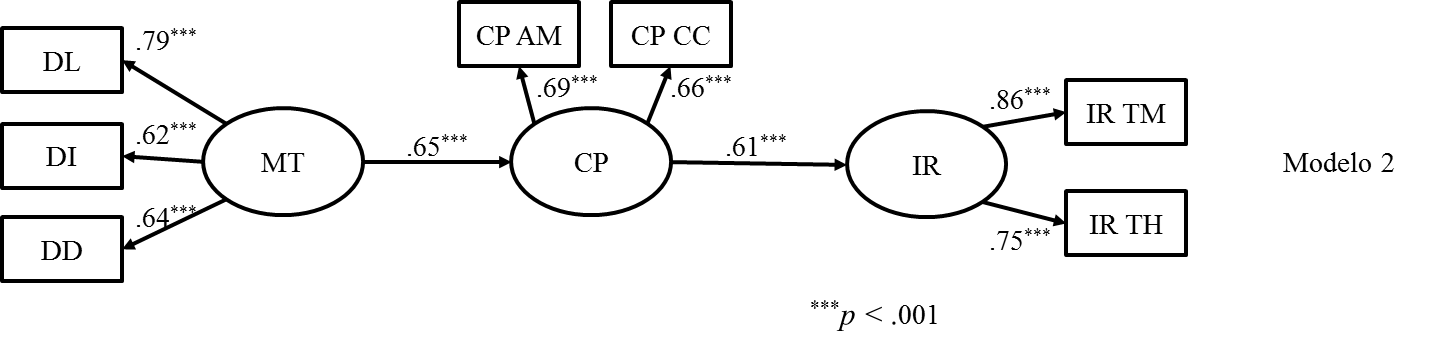 CP AM
CP CC
.79***
DL
.69***
.66***
.86***
IR TM
.62***
DI
MT
.65***
CP
.61***
IR
Modelo 2
.64***
DD
.75***
IR TH
***p < .001